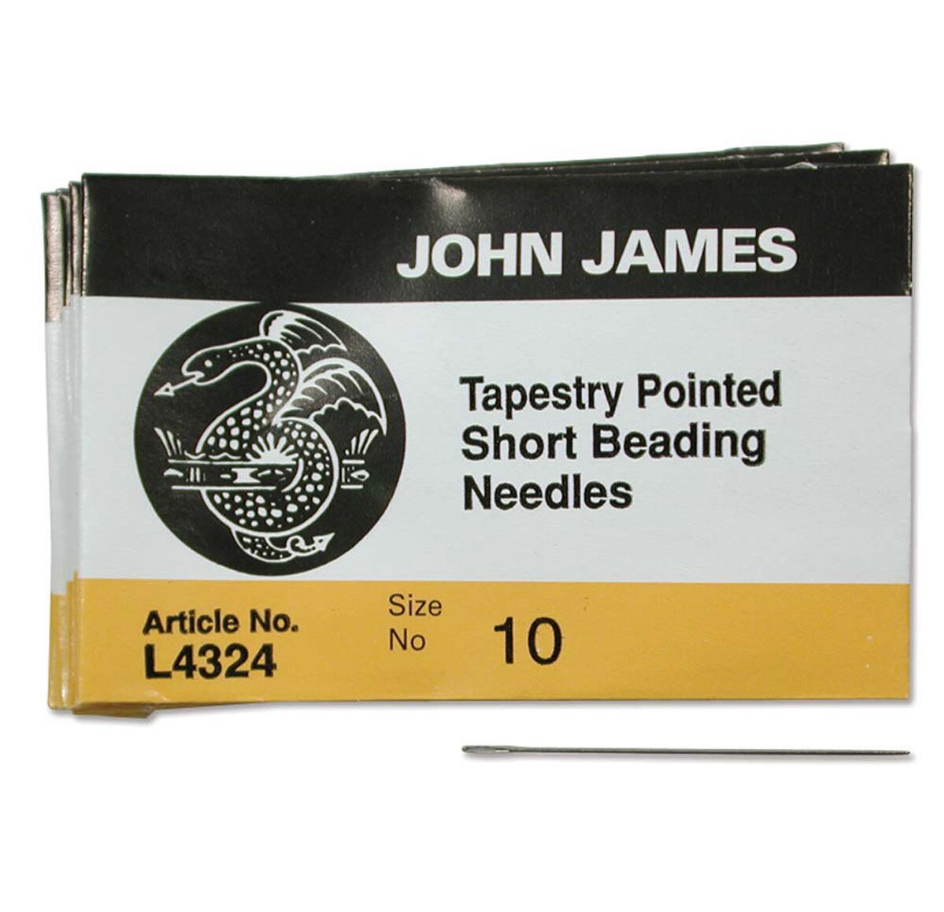 JOHN JAMES
Tapestry Pointed
Short Beading
Needles
Article No.
L4324
Size
No
10